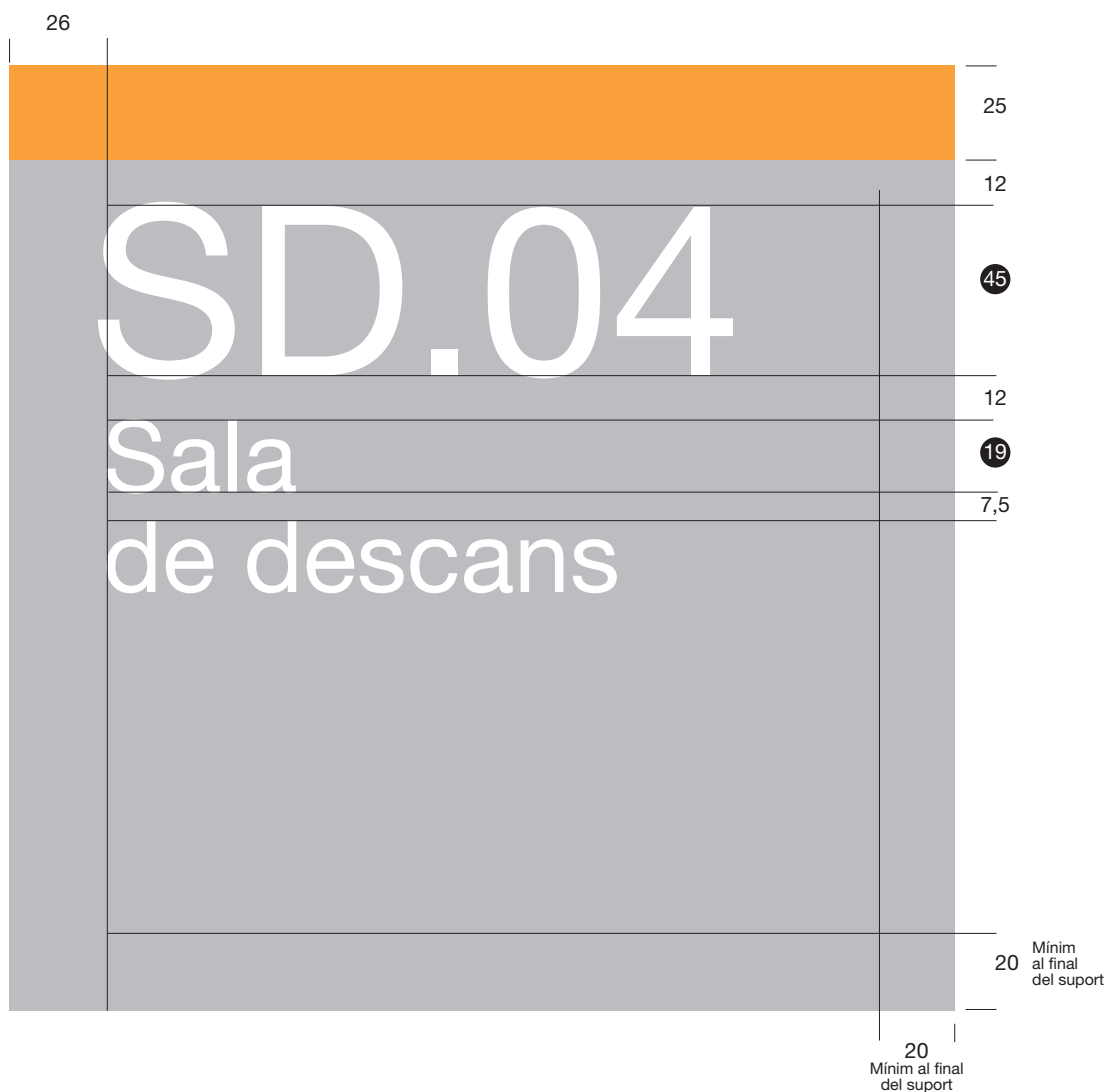 26
25
12
SD.04
45
12
Sala
19
7,5
de descans
20
Mínim
al final
del suport
20
Mínim al final
del suport